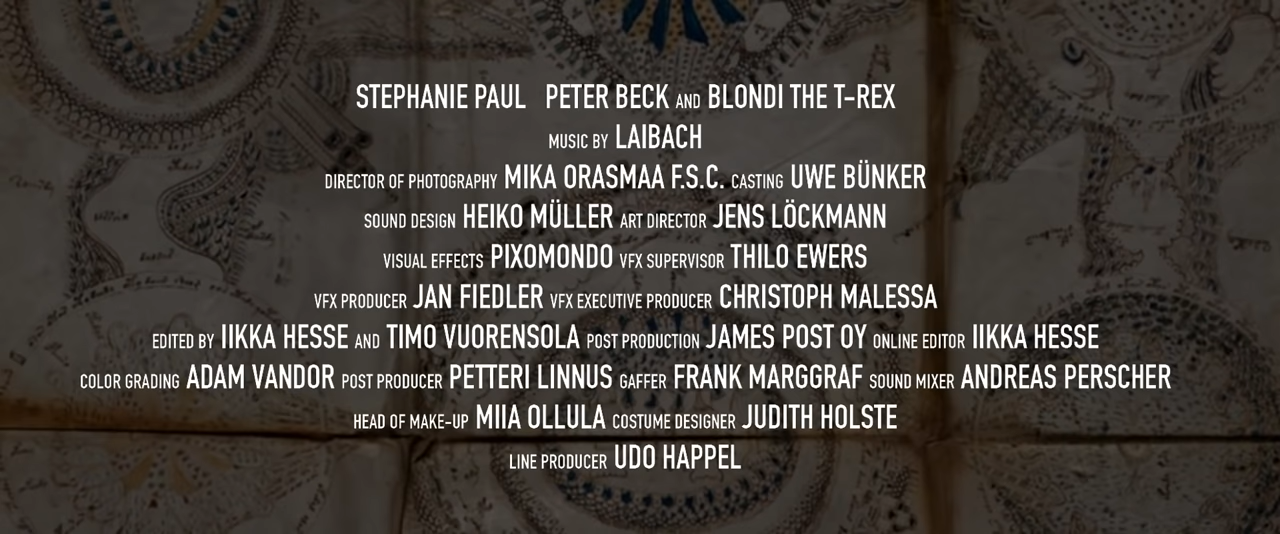 STEPHANIE PAUL PETER BECK AND BLONDI THE T-REX
MUSIC BY LAIBACH
DIRECTOR OF PHOTOGRAPHY MIKA ORASMAA F.S.C. CASTING UWE BÜNKER
SOUND DESIGN HEIKO MÜLLER ART DIRECTOR JENS LÖCKMANN
VISUAL EFFECTS PIXOMONDO VFX SUPERVISOR THILO EWERS
VFX PRODUCER JAN FIEDLER VFX EXECUTIVE PRODUCER CHRISTOPH MALESSA
EDITED BY IIKKA HESSE AND TIMO VUORENSOLA POST PRODUCTION JAMES POST OY ONLINE EDITOR IIKKA HESSE
COLOR GRADING ADAM VANDOR POST PRODUCER PETTERI LINNUS GAFFER FRANK MARGGRAF SOUND MIXER ANDREAS PERSCHER
HEAD OF MAKE-UP MIIA OLLULA COSTUME DESIGNER JUDITH HOLSTE
LINE PRODUCER UDO HAPPEL